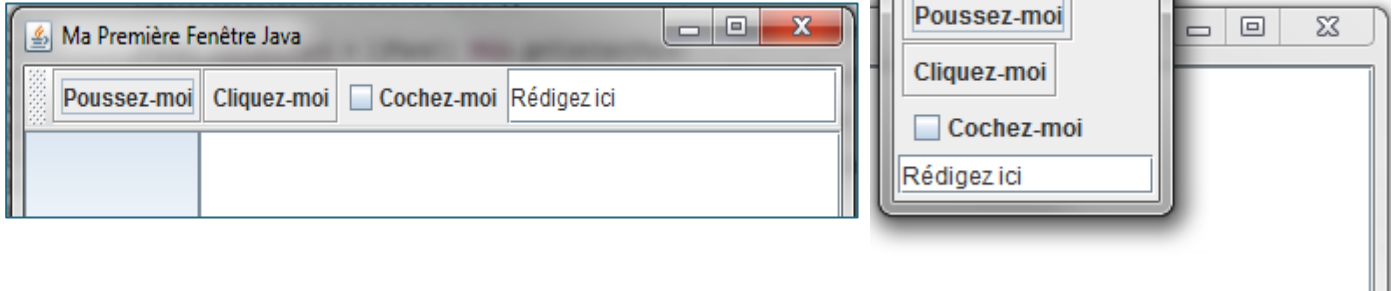 Ma Première Fenêtre Java
Poussez-moi Cliquez-moi Cochez-moi Rédigez ici
Poussez-moi
Cliquez-moi
Cochez-moi
Rédigez ici